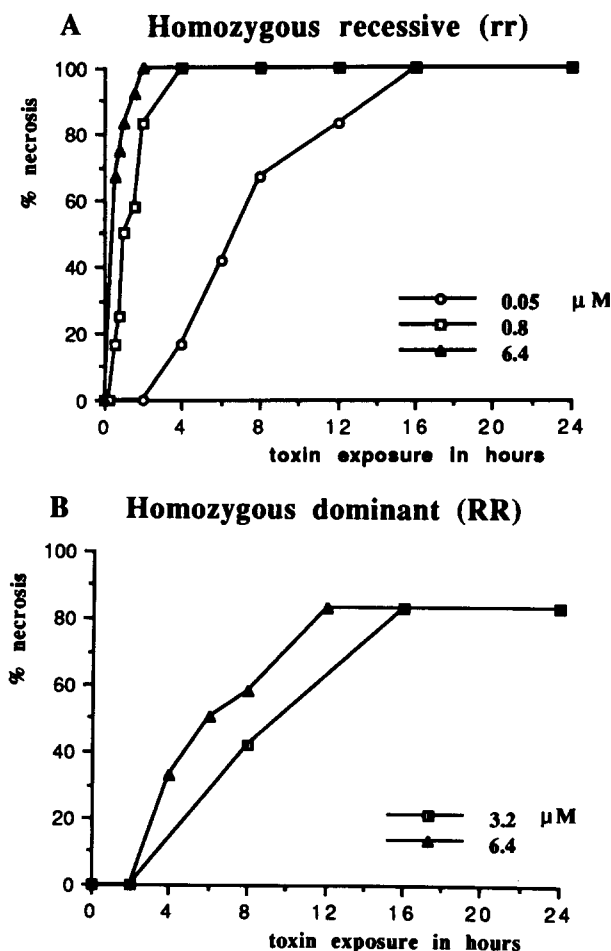 A Homozygous recessive (rr)
100
80
60
40
20
0
% necrosis
0.05 μM
0.8
6.4
0 4 8 12 16 20 24
toxin exposure in hours
B Homozygous dominant (RR)
100
80
60
40
20
0
% necrosis
3.2 μM
6.4
0 4 8 12 16 20 24
toxin exposure in hours